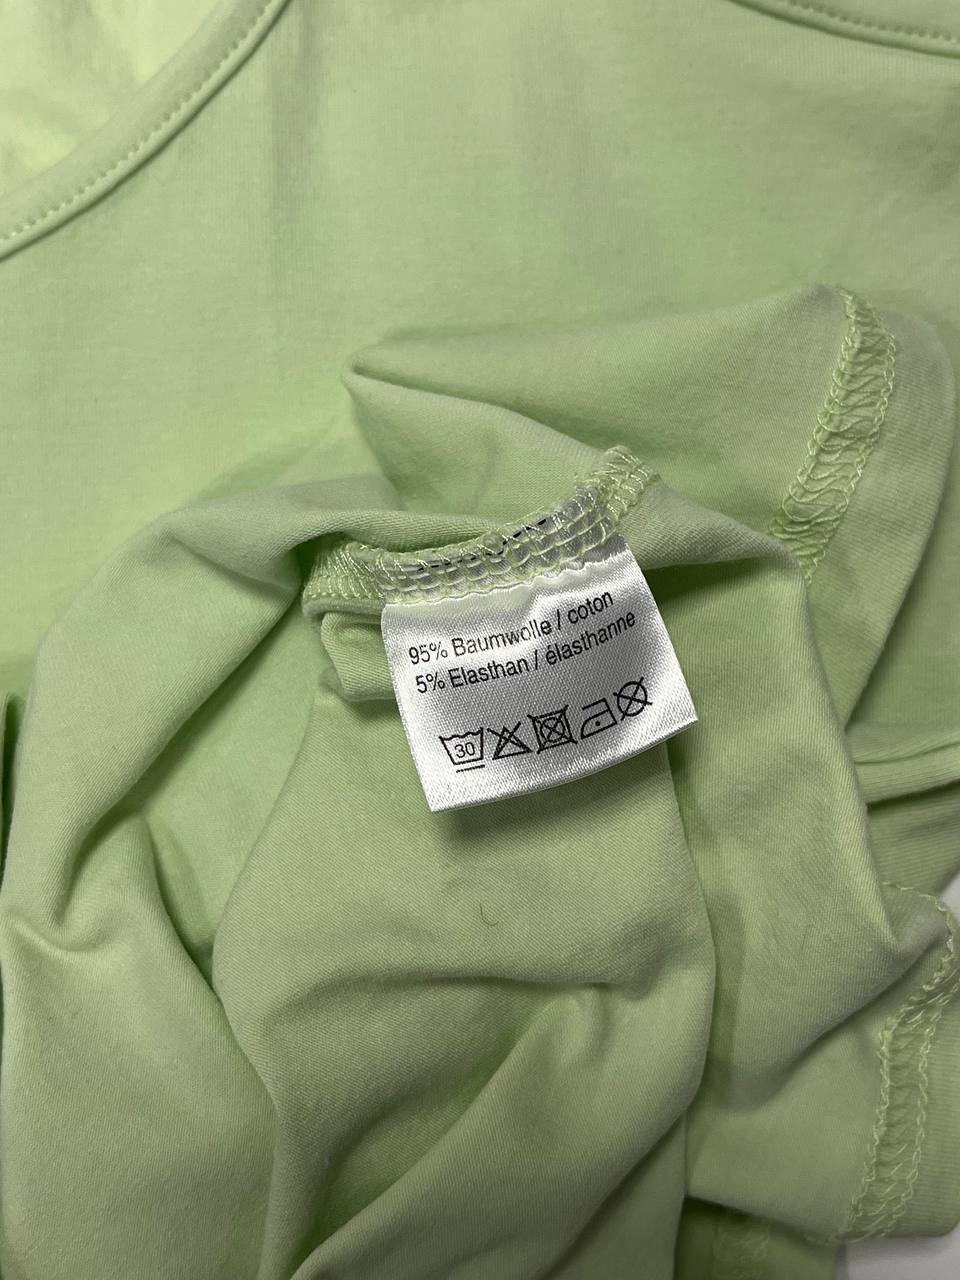 95% Baumwolle / coton
5% Elasthan / élasthanne
30